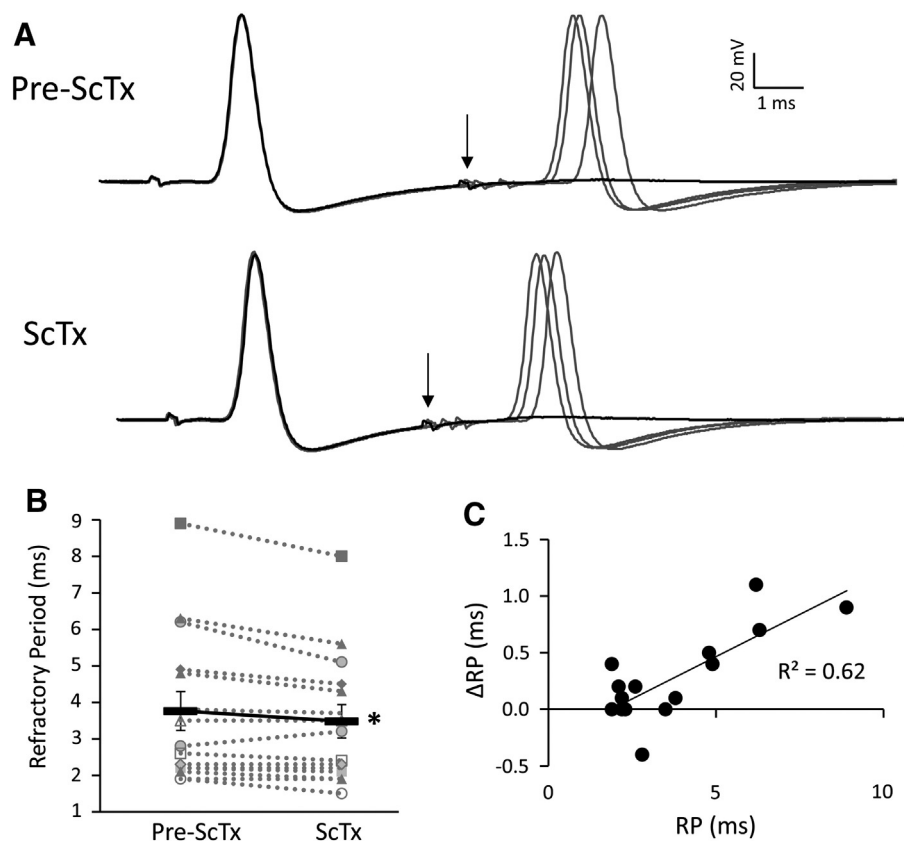 A
Pre-ScTx
20 mV
1 ms
ScTx
B
Refractory Period (ms)
9
8
7
6
5
4
3
2
1
*
Pre-ScTx ScTx
C
ΔRP (ms)
1.5
1.0
0.5
0.0
-0.5
R² = 0.62
0 5 10
RP (ms)